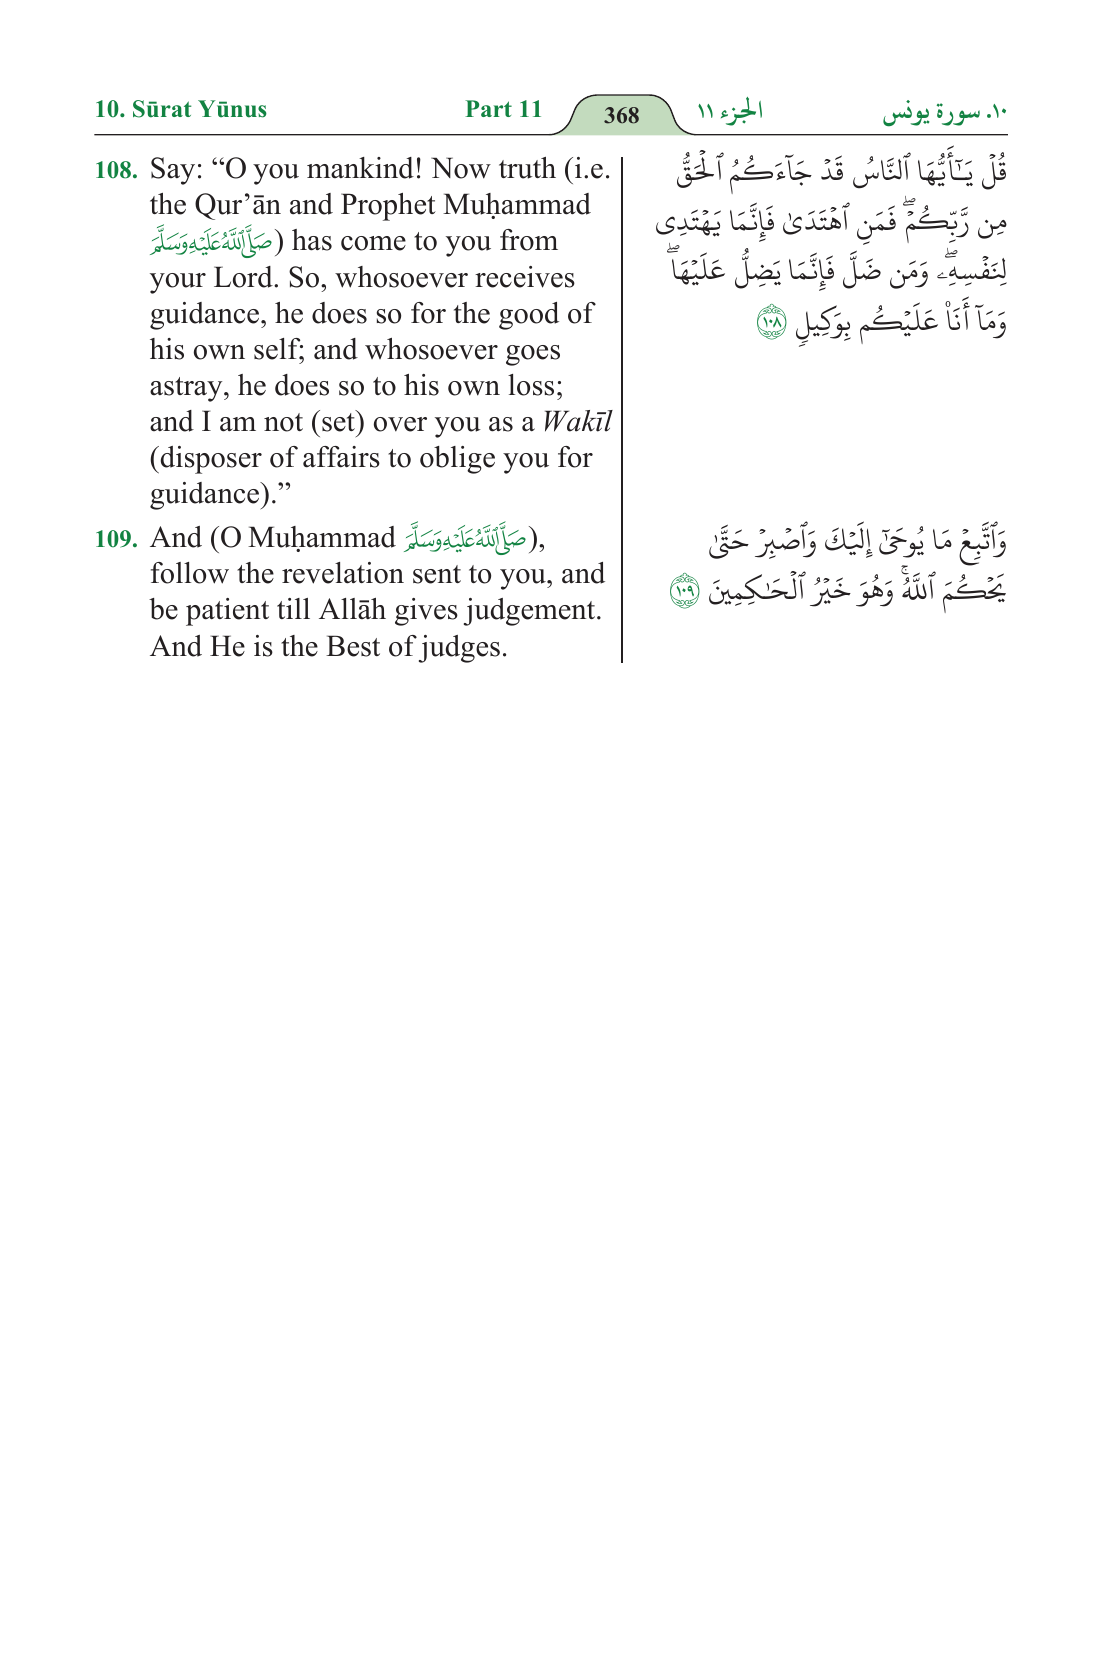 10. Sūrat Yūnus
Part 11
368
الجزء ١١
١٠. سورة يونس
108. Say: “O you mankind! Now truth (i.e.
the Qur’ān and Prophet Muḥammad
صَلَّىٱللَّهُعَلَيْهِوَسَلَّمَ) has come to you from
your Lord. So, whosoever receives
guidance, he does so for the good of
his own self; and whosoever goes
astray, he does so to his own loss;
and I am not (set) over you as a Wakīl
(disposer of affairs to oblige you for
guidance).”
قُلۡ يَـٰٓأَيُّهَا ٱلنَّاسُ قَدۡ جَآءَكُمُ ٱلۡحَقُّ
مِن رَّبِّكُمۡۖ فَمَنِ ٱهۡتَدَىٰ فَإِنَّمَا يَهۡتَدِى
لِنَفۡسِهِۦۖ وَمَن ضَلَّ فَإِنَّمَا يَضِلُّ عَلَيۡهَاۖ
وَمَآ أَنَا۠ عَلَيۡكُم بِوَكِيلٖ ١٠٨
109. And (O Muḥammad صَلَّىٱللَّهُعَلَيْهِوَسَلَّمَ),
follow the revelation sent to you, and
be patient till Allāh gives judgement.
And He is the Best of judges.
وَٱتَّبِعۡ مَا يُوحَىٰٓ إِلَيۡكَ وَٱصۡبِرۡ حَتَّىٰ
يَحۡكُمَ ٱللَّهُۚ وَهُوَ خَيۡرُ ٱلۡحَـٰكِمِينَ ١٠٩